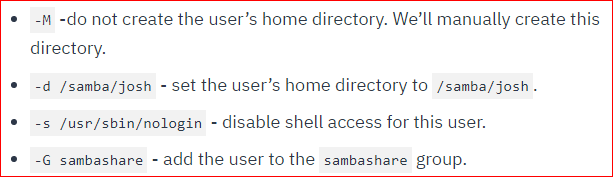 -M -do not create the user’s home directory. We’ll manually create this
directory.
-d /samba/josh - set the user’s home directory to /samba/josh.
-s /usr/sbin/nologin - disable shell access for this user.
-G sambashare - add the user to the sambashare group.